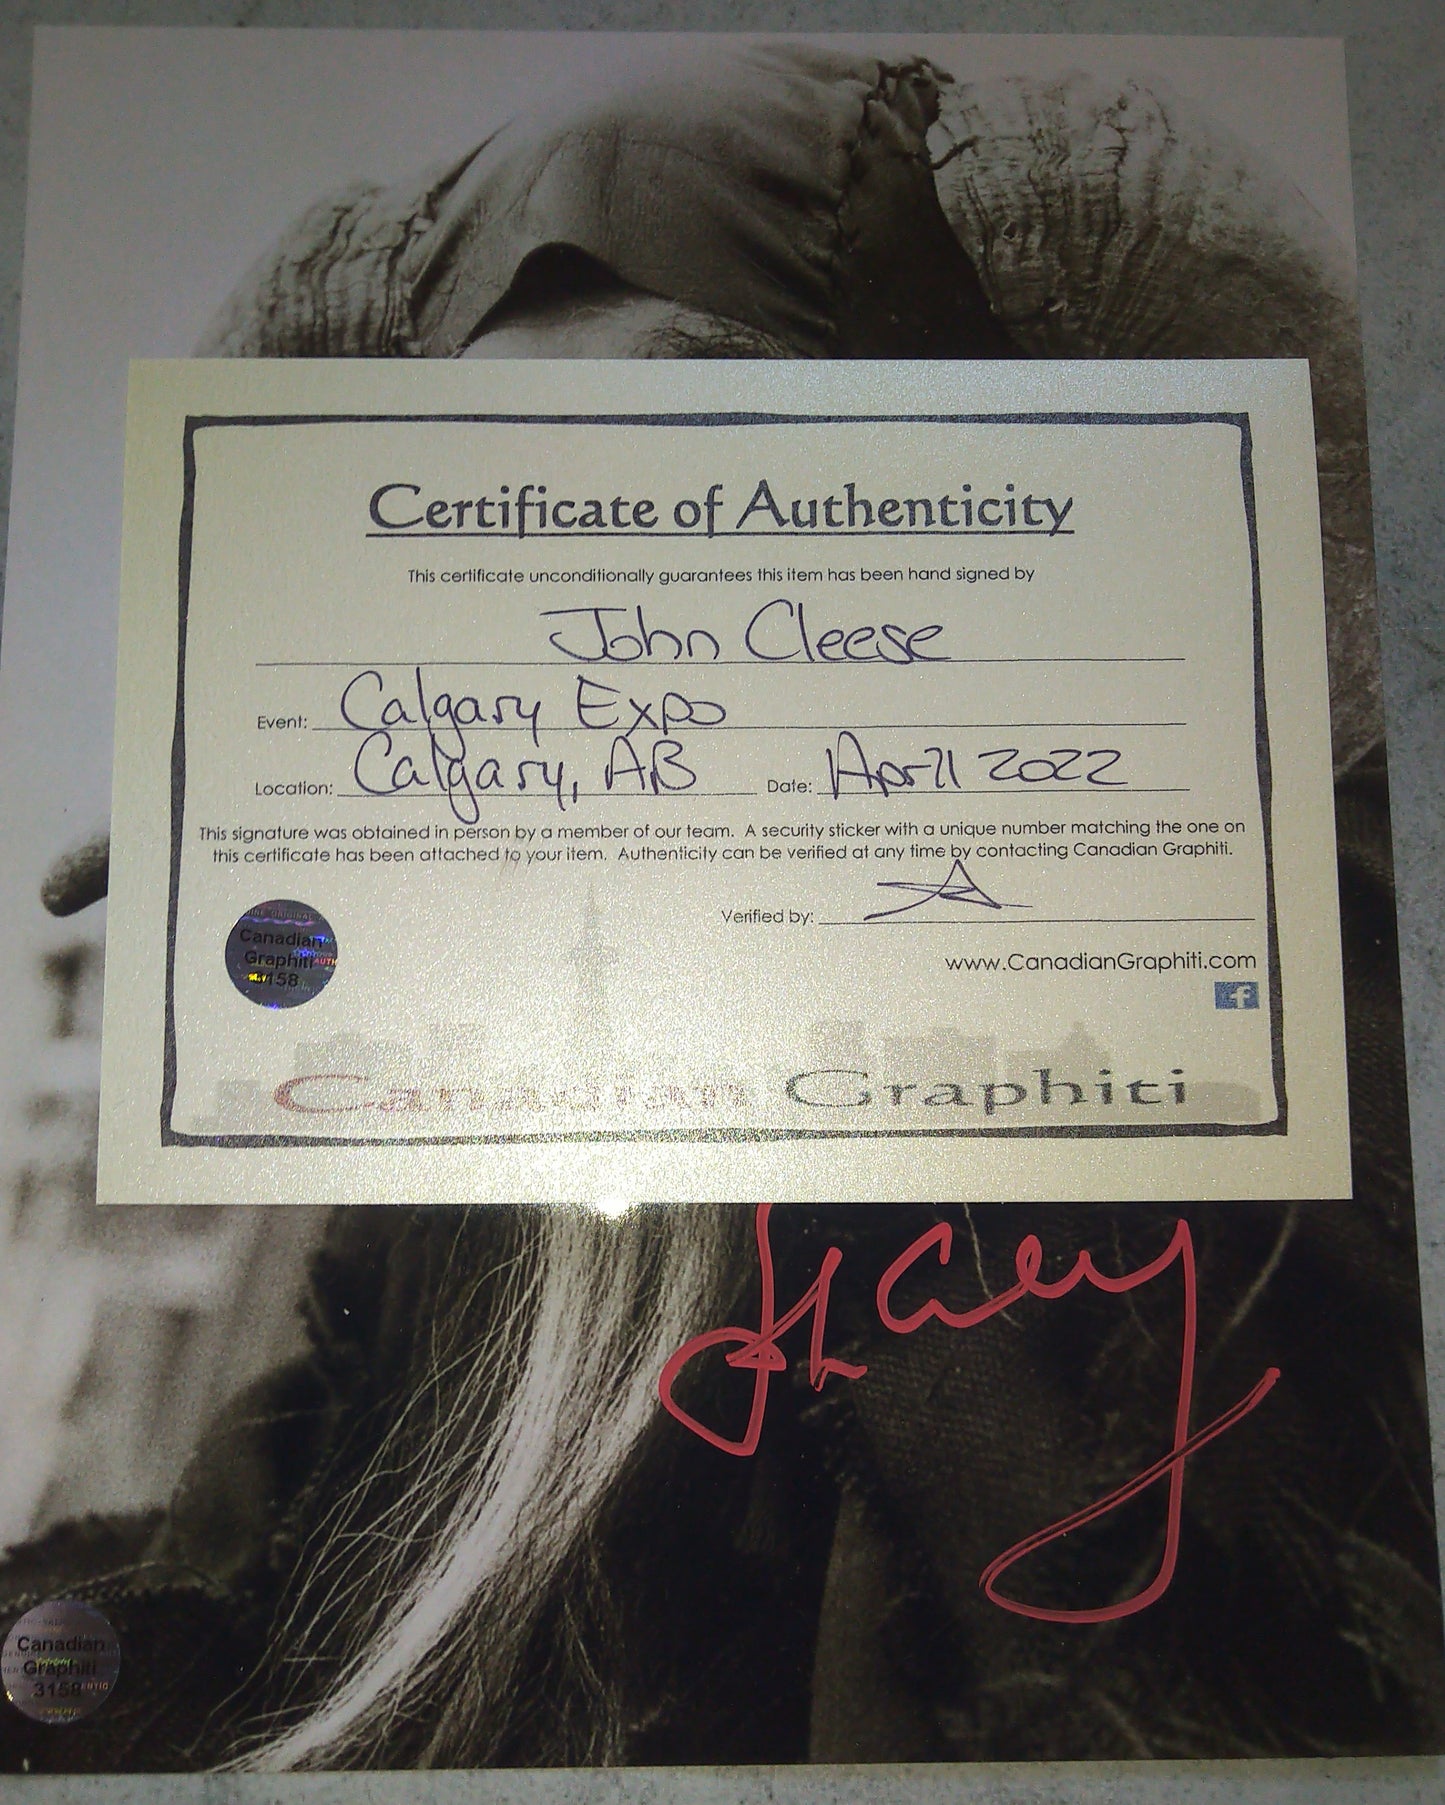 Certificate of Authenticity
This certificate unconditionally guarantees this item has been hand signed by
John Cleese
Event: Calgary Expo
Location: Calgary, AB Date: April 2022
This signature was obtained in person by a member of our team. A security sticker with a unique number matching the one on
this certificate has been attached to your item. Authenticity can be verified at any time by contacting Canadian Graphiti.
Verified by:
Canadian
Graphiti
3158
www.CanadianGraphiti.com
f
Canadian Graphiti
Canadian
Graphiti
3158